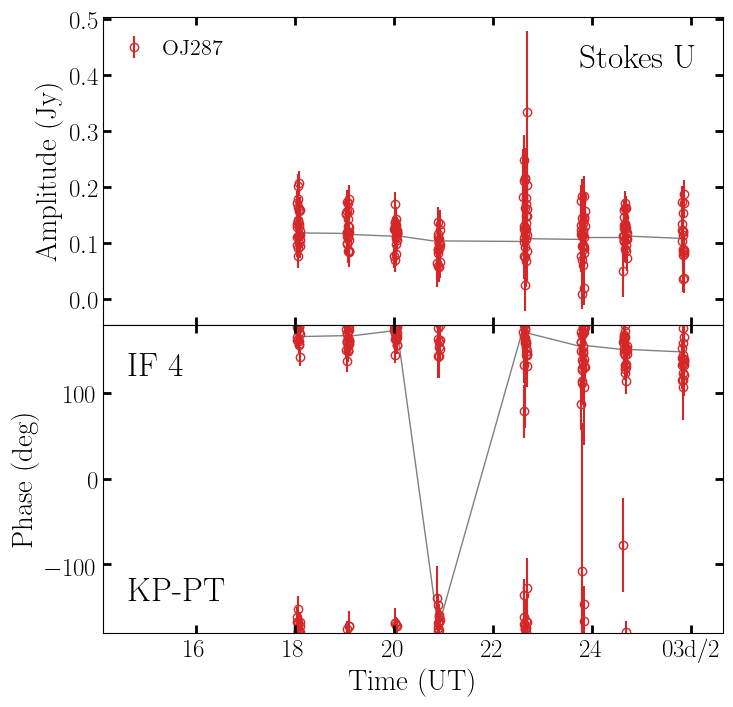 0.5
OJ287
Stokes U
0.4
0.3
0.2
0.1
0.0
Amplitude (Jy)
IF 4
100
0
−100
Phase (deg)
KP-PT
16 18 20 22 24 03d/2
Time (UT)